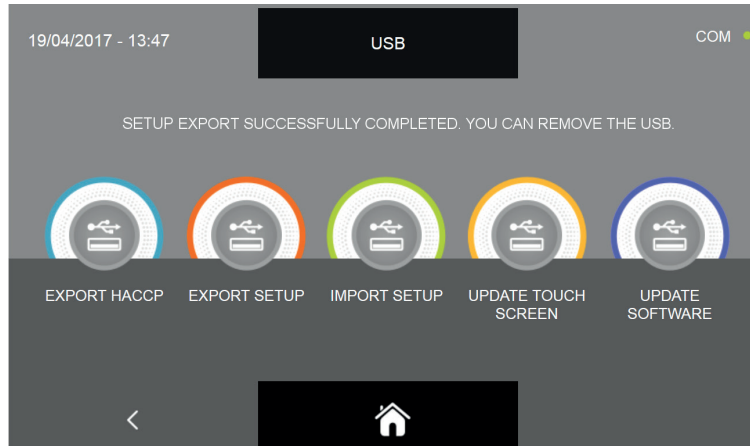 19/04/2017 - 13:47
USB
COM
SETUP EXPORT SUCCESSFULLY COMPLETED. YOU CAN REMOVE THE USB.
EXPORT HACCP
EXPORT SETUP
IMPORT SETUP
UPDATE TOUCH
SCREEN
UPDATE
SOFTWARE